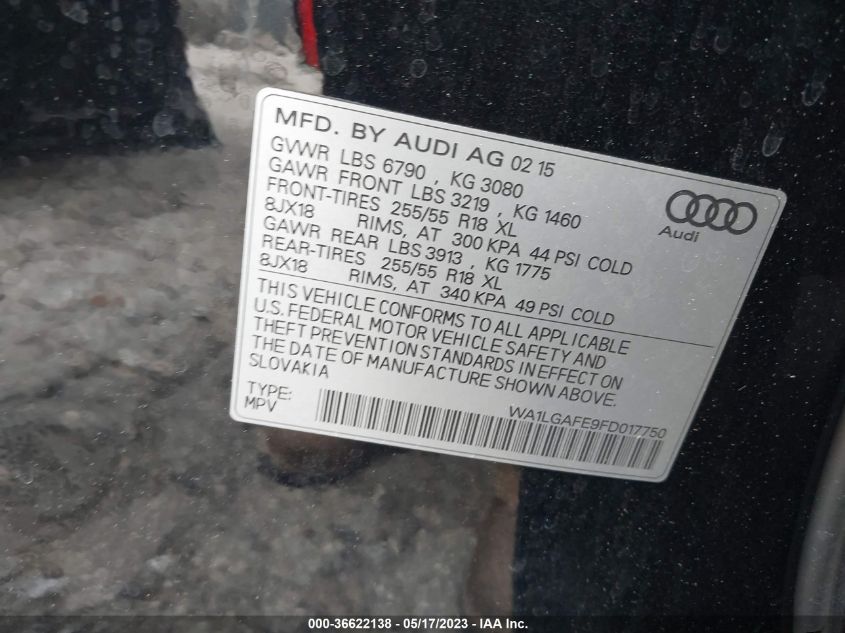 MFD. BY AUDI AG 02 15
GVWR LBS 6790 , KG 3080
GAWR FRONT LBS 3219 , KG 1460
FRONT-TIRES 255/55 R18 XL
8JX18 RIMS, AT 300 KPA 44 PSI COLD
GAWR REAR LBS 3913 , KG 1775
REAR-TIRES 255/55 R18 XL
8JX18 RIMS, AT 340 KPA 49 PSI COLD
Audi
THIS VEHICLE CONFORMS TO ALL APPLICABLE
U.S. FEDERAL MOTOR VEHICLE SAFETY AND
THEFT PREVENTION STANDARDS IN EFFECT ON
THE DATE OF MANUFACTURE SHOWN ABOVE.
SLOVAKIA
TYPE:
MPV
WA1LGAFE9FD017750
000-36622138 - 05/17/2023 - IAA Inc.